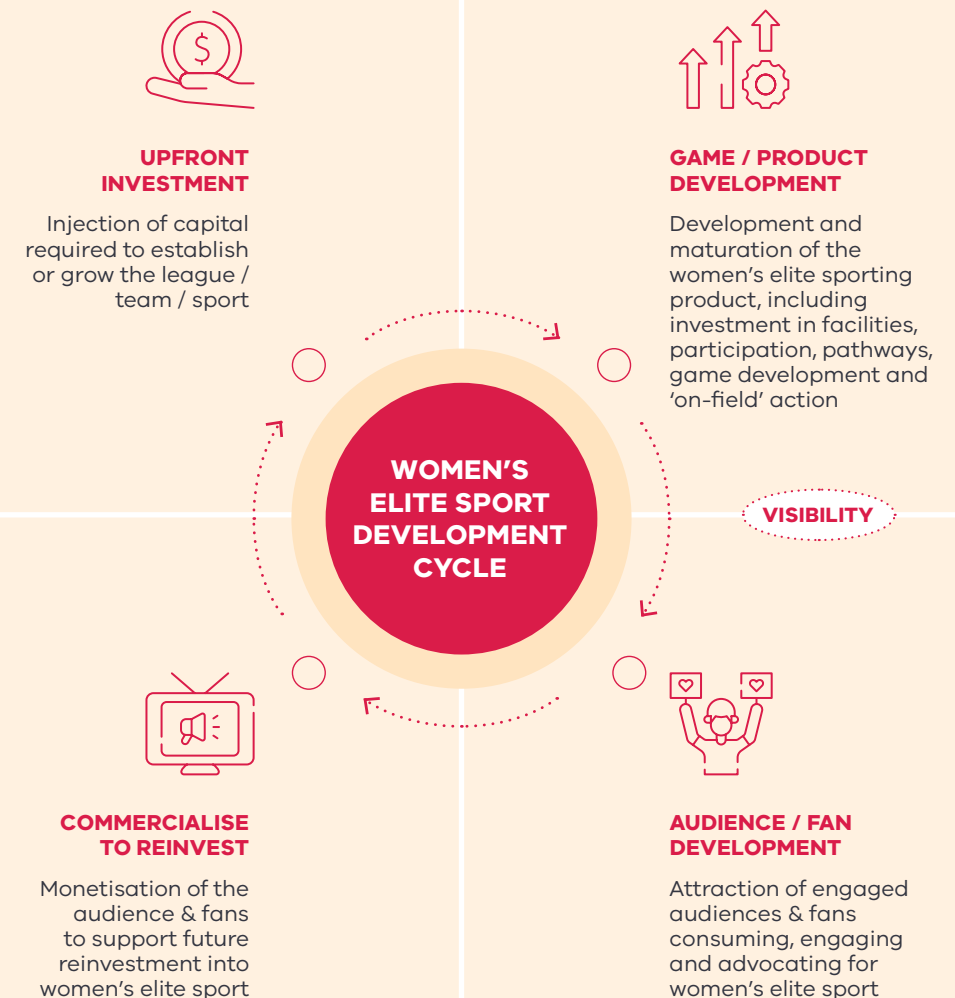 $
UPFRONT
INVESTMENT
Injection of capital
required to establish
or grow the league /
team / sport
GAME / PRODUCT
DEVELOPMENT
Development and
maturation of the
women's elite sporting
product, including
investment in facilities,
participation, pathways,
game development and
‘on-field’ action
WOMEN'S
ELITE SPORT
DEVELOPMENT
CYCLE
VISIBILITY
COMMERCIALISE
TO REINVEST
Monetisation of the
audience & fans
to support future
reinvestment into
women's elite sport
AUDIENCE / FAN
DEVELOPMENT
Attraction of engaged
audiences & fans
consuming, engaging
and advocating for
women's elite sport